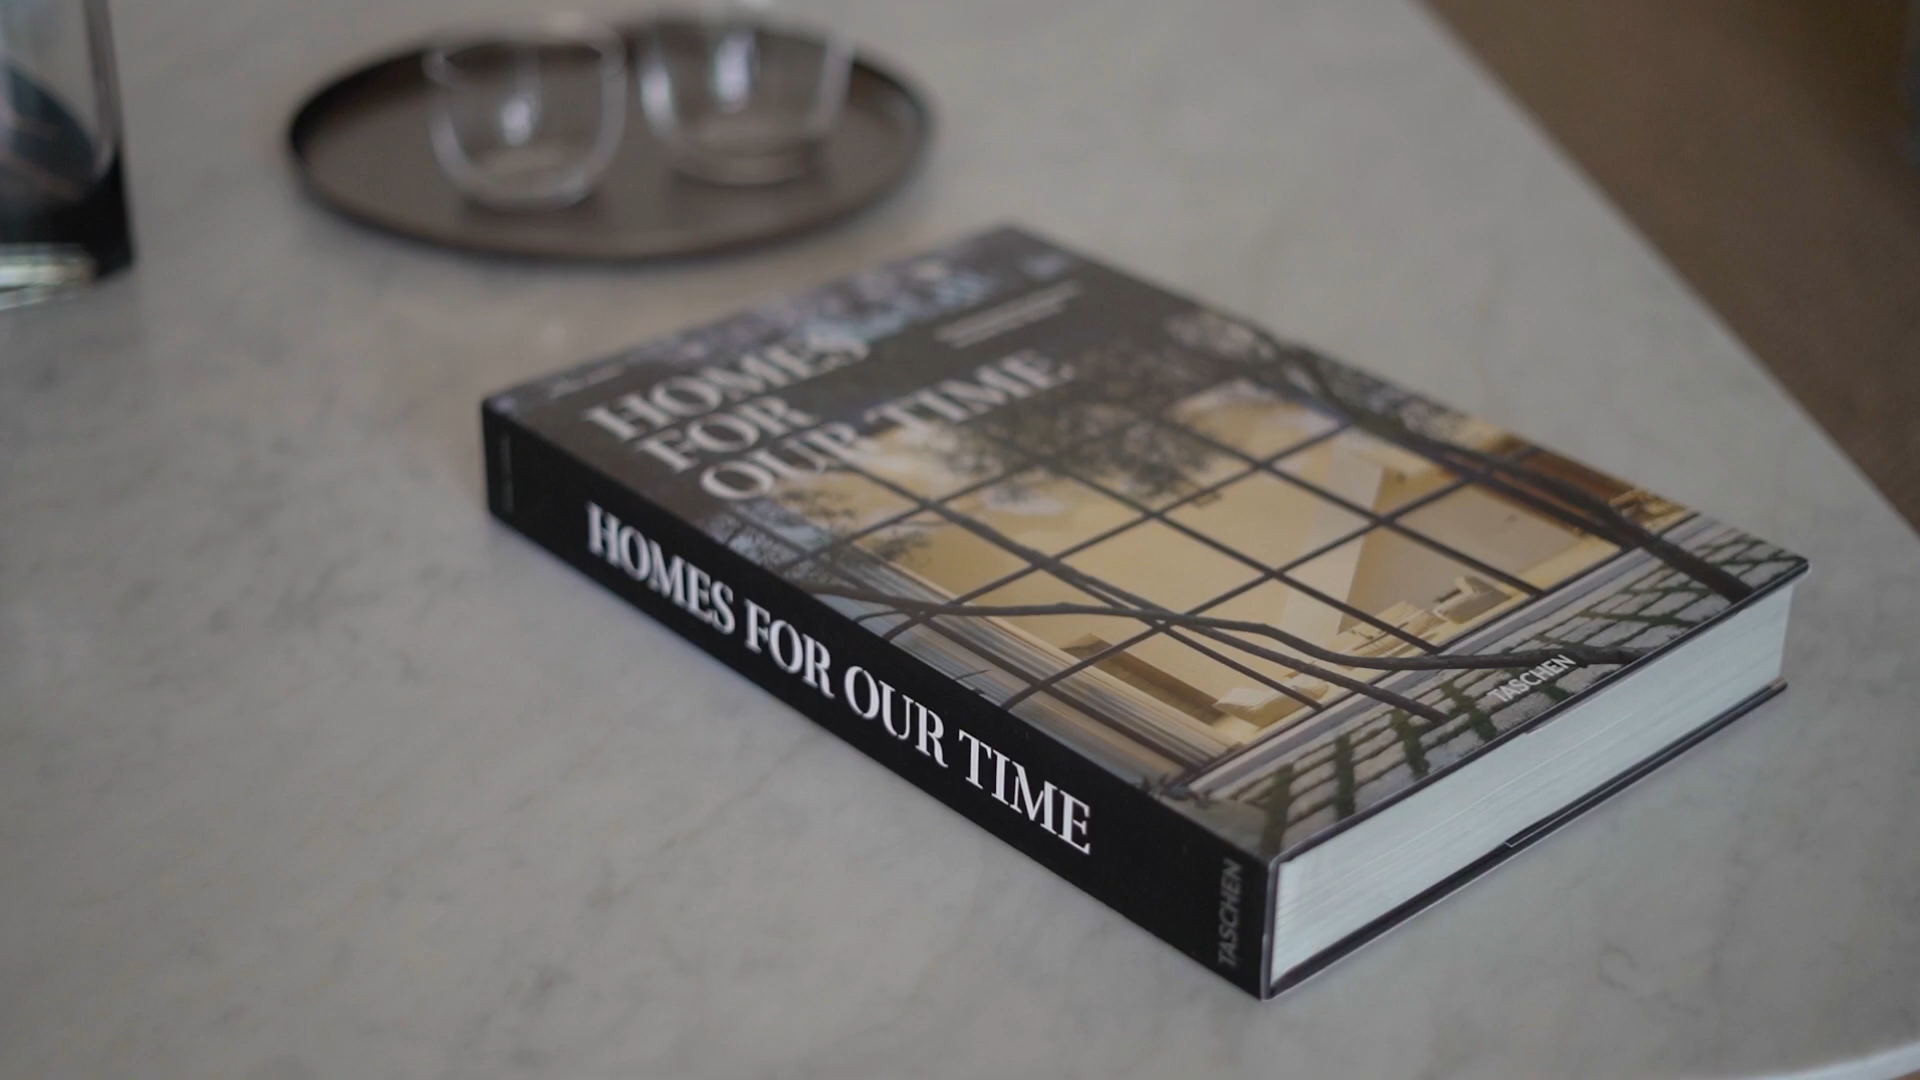 HOMES
FOR
OUR TIME
TASCHEN
HOMES FOR OUR TIME
TASCHEN